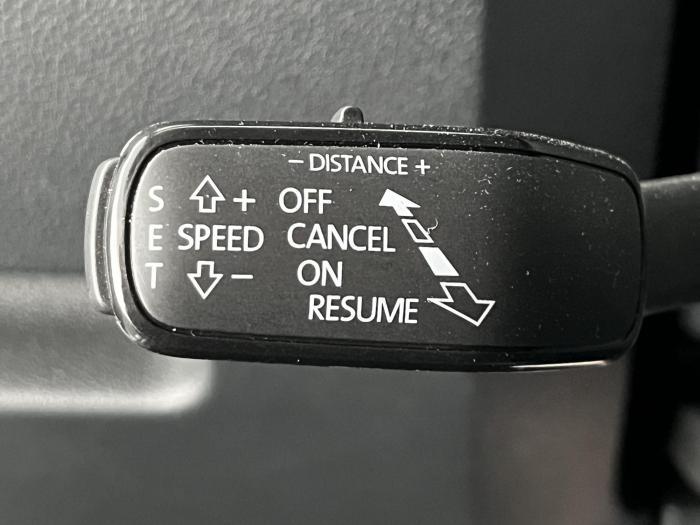 − DISTANCE +
S + OFF
E SPEED CANCEL
T − ON
RESUME